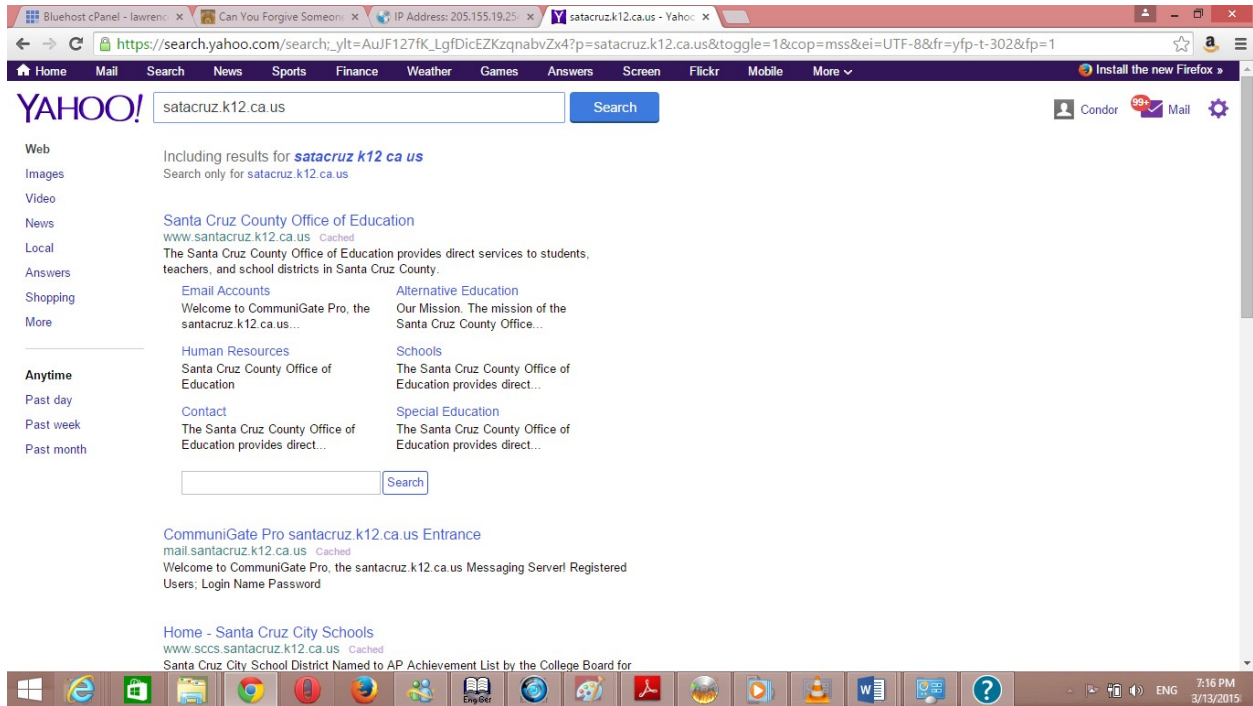 Bluehost cPanel - lawrenc
Can You Forgive Someone
IP Address: 205.155.19.25
satacruz.k12.ca.us - Yahoo
https://search.yahoo.com/search;_ylt=AuJF127fK_LgfDicEZKzqnabvZx4?p=satacruz.k12.ca.us&toggle=1&cop=mss&ei=UTF-8&fr=yfp-t-302&fp=1
Home Mail Search News Sports Finance Weather Games Answers Screen Flickr Mobile More Install the new Firefox »
YAHOO! satacruz.k12.ca.us Search Condor 99+ Mail
Web
Images
Video
News
Local
Answers
Shopping
More
Anytime
Past day
Past week
Past month
Including results for satacruz k12 ca us
Search only for satacruz.k12.ca.us
Santa Cruz County Office of Education
www.santacruz.k12.ca.us Cached
The Santa Cruz County Office of Education provides direct services to students,
teachers, and school districts in Santa Cruz County.
Email Accounts
Welcome to CommuniGate Pro, the
santacruz.k12.ca.us...
Alternative Education
Our Mission. The mission of the
Santa Cruz County Office...
Human Resources
Santa Cruz County Office of
Education
Schools
The Santa Cruz County Office of
Education provides direct...
Contact
The Santa Cruz County Office of
Education provides direct...
Special Education
The Santa Cruz County Office of
Education provides direct...
Search
CommuniGate Pro santacruz.k12.ca.us Entrance
mail.santacruz.k12.ca.us Cached
Welcome to CommuniGate Pro, the santacruz.k12.ca.us Messaging Server! Registered
Users; Login Name Password
Home - Santa Cruz City Schools
www.sccs.santacruz.k12.ca.us Cached
Santa Cruz City School District Named to AP Achievement List by the College Board for
EngGer
ENG
7:16 PM
3/13/2015